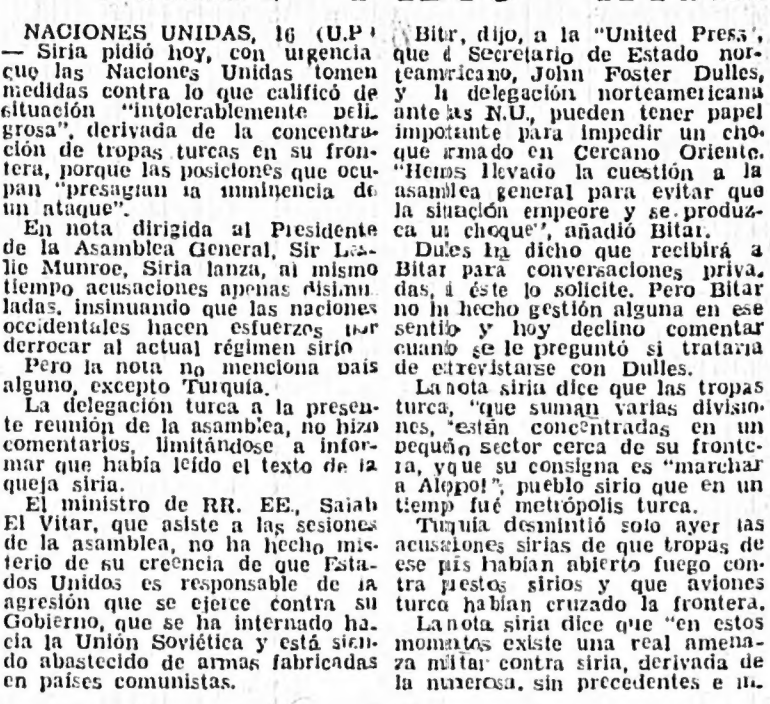 NACIONES UNIDAS, 16 (U.P)
— Siria pidió hoy, con urgencia
que las Naciones Unidas tomen
medidas contra lo que calificó de
situación "intolerablemente peli-
grosa", derivada de la concentra-
ción de tropas turcas en su fron-
tera, porque las posiciones que ocu-
pan "presagian la inminencia de
un ataque".
En nota dirigida al Presidente
de la Asamblea General, Sir Les-
lie Munroe, Siria lanza, al mismo
tiempo acusaciones apenas disimu
ladas, insinuando que las naciones
occidentales hacen esfuerzos por
derrocar al actual régimen sirio
Pero la nota no menciona país
alguno, excepto Turquía.
La delegación turca a la presen-
te reunión de la asamblea, no hizo
comentarios, limitándose a infor-
mar que había leído el texto de la
queja siria.
El ministro de RR. EE., Salah
El Vitar, que asiste a las sesiones
de la asamblea, no ha hecho mis-
terio de su creencia de que Esta-
dos Unidos es responsable de la
agresión que se ejerce contra su
Gobierno, que se ha internado ha-
cia la Unión Soviética y está sien-
do abastecido de armas fabricadas
en países comunistas.
Bitar, dijo, a la "United Press",
que el Secretario de Estado nor-
teamericano, John Foster Dulles,
y la delegación norteamericana
ante las N.U., pueden tener papel
importante para impedir un cho-
que armado en Cercano Oriente.
"Hemos llevado la cuestión a la
asamblea general para evitar que
la situación empeore y se produz-
ca un choque", añadió Bitar.
Dulles ha dicho que recibirá a
Bitar para conversaciones priva-
das, si éste lo solicite. Pero Bitar
no ha hecho gestión alguna en ese
sentido y hoy declino comentar
cuando se le preguntó si trataria
de entrevistarse con Dulles.
La nota siria dice que las tropas
turca, "que suman varias divisio-
nes, "están concentradas en un
pequeño sector cerca de su fronte-
ra, y que su consigna es "marchar
a Aleppo!", pueblo sirio que en un
tiempo fué metrópolis turca.
Turquía desmintió solo ayer las
acusaciones sirias de que tropas de
ese país habían abierto fuego con-
tra puestos sirios y que aviones
turca habían cruzado la frontera.
La nota siria dice que "en estos
momentos existe una real amena-
za militar contra siria, derivada de
la numerosa, sin precedentes e in-